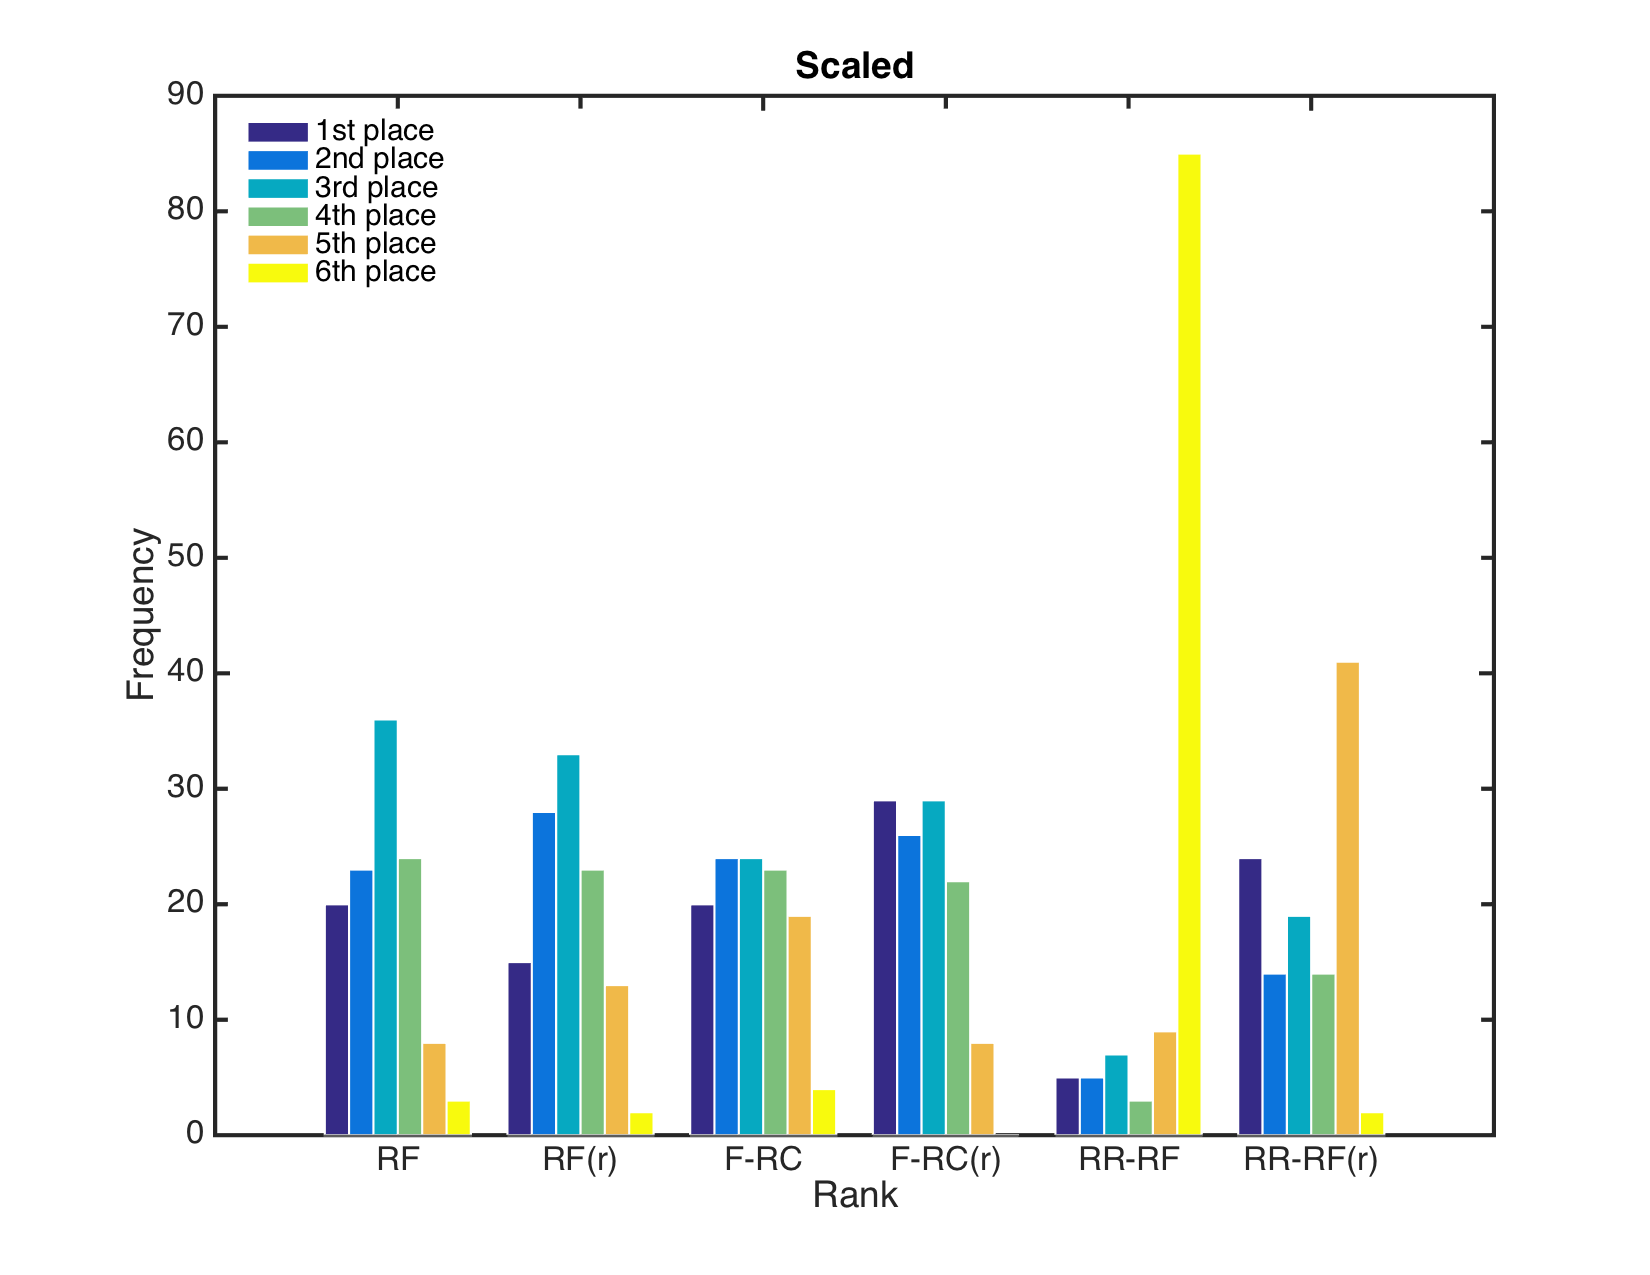 Scaled
90
80
70
60
50
40
30
20
10
0
Frequency
1st place
2nd place
3rd place
4th place
5th place
6th place
RF RF(r) F-RC F-RC(r) RR-RF RR-RF(r)
Rank